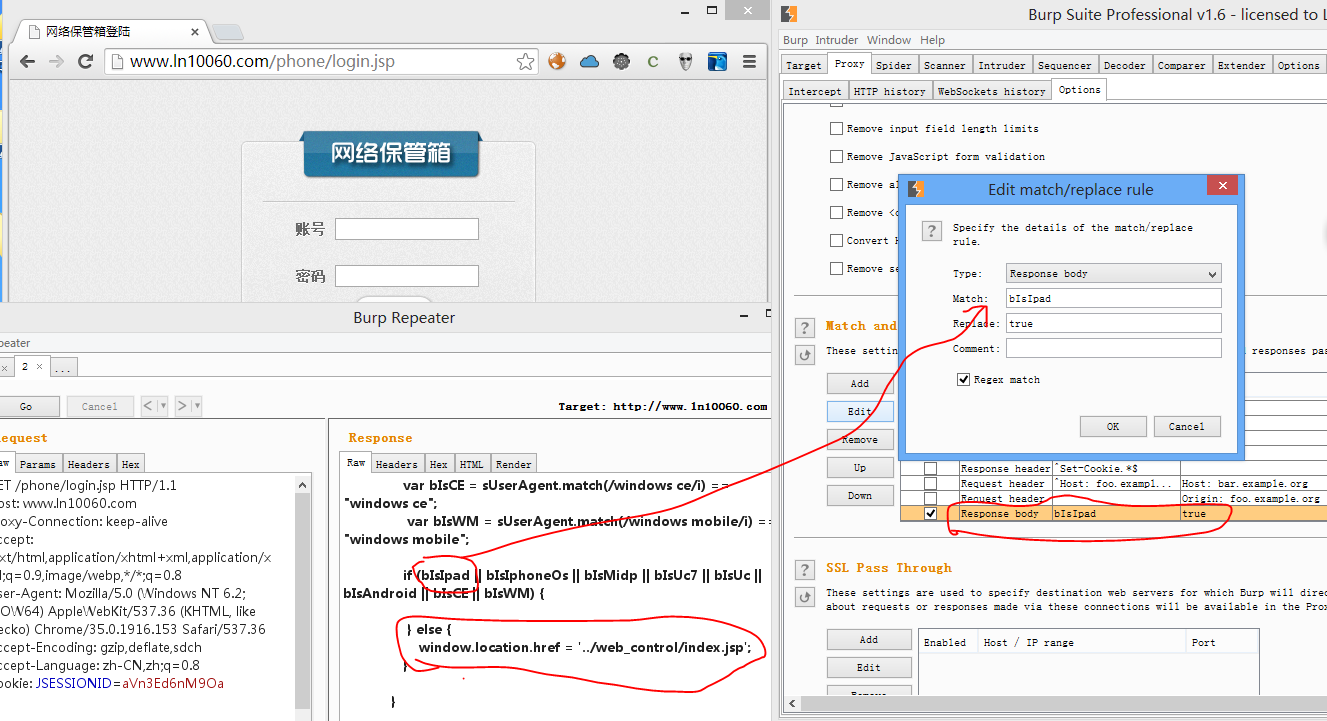 网络保管箱登陆
www.ln10060.com/phone/login.jsp
网络保管箱
账号
密码
Burp Repeater
peater
2
...
Go
Cancel
Target: http://www.ln10060.com
equest
aw Params Headers Hex
ET /phone/login.jsp HTTP/1.1
ost: www.ln10060.com
oxy-Connection: keep-alive
ccept:
xt/html,application/xhtml+xml,application/x
l;q=0.9,image/webp,*/*;q=0.8
ser-Agent: Mozilla/5.0 (Windows NT 6.2;
OW64) AppleWebKit/537.36 (KHTML, like
ecko) Chrome/35.0.1916.153 Safari/537.36
ccept-Encoding: gzip,deflate,sdch
ccept-Language: zh-CN,zh;q=0.8
ookie: JSESSIONID=aVn3Ed6nM9Oa
Response
Raw Headers Hex HTML Render
var bIsCE = sUserAgent.match(/windows ce/i) ==
"windows ce";
var bIsWM = sUserAgent.match(/windows mobile/i) ==
"windows mobile";
if (bIsIpad || bIsIphoneOs || bIsMidp || bIsUc7 || bIsUc ||
bIsAndroid || bIsCE || bIsWM) {
} else {
window.location.href = '../web_control/index.jsp';
}
}
Burp Suite Professional v1.6 - licensed to L
Burp Intruder Window Help
Target Proxy Spider Scanner Intruder Repeater Sequencer Decoder Comparer Extender Options
Intercept HTTP history WebSockets history Options
Remove input field length limits
Remove JavaScript form validation
Remove a
Remove <
Convert
Remove se
Edit match/replace rule
Specify the details of the match/replace
rule.
Type: Response body
Match: bIsIpad
Replace: true
Comment:
Regex match
OK Cancel
Match and
These settin
responses pas
Add
Edit
Remove
Up
Down
Response header ^Set-Cookie.*$
Request header ^Host: foo.exampl... Host: bar.example.org
Request header Origin: foo.example.org
Response body bIsIpad true
SSL Pass Through
These settings are used to specify destination web servers for which Burp will direc
about requests or responses made via these connections will be available in the Prox
Add
Edit
Enabled Host / IP range Port